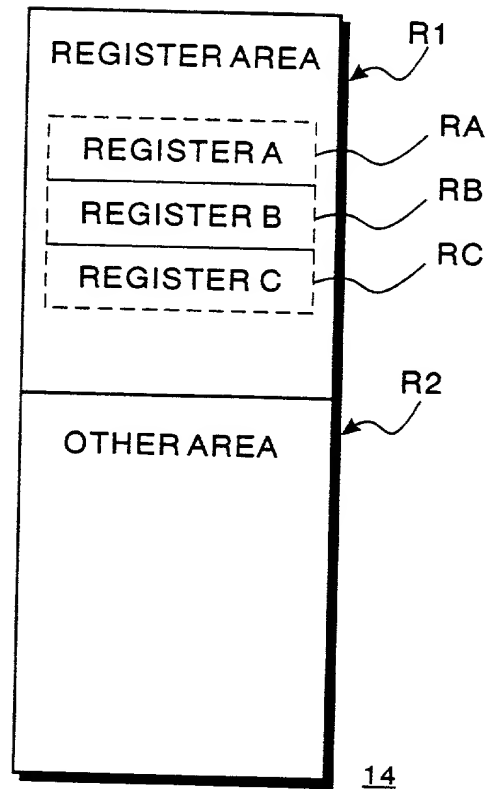 REGISTER AREA
R1
REGISTER A
RA
REGISTER B
RB
REGISTER C
RC
R2
OTHER AREA
14